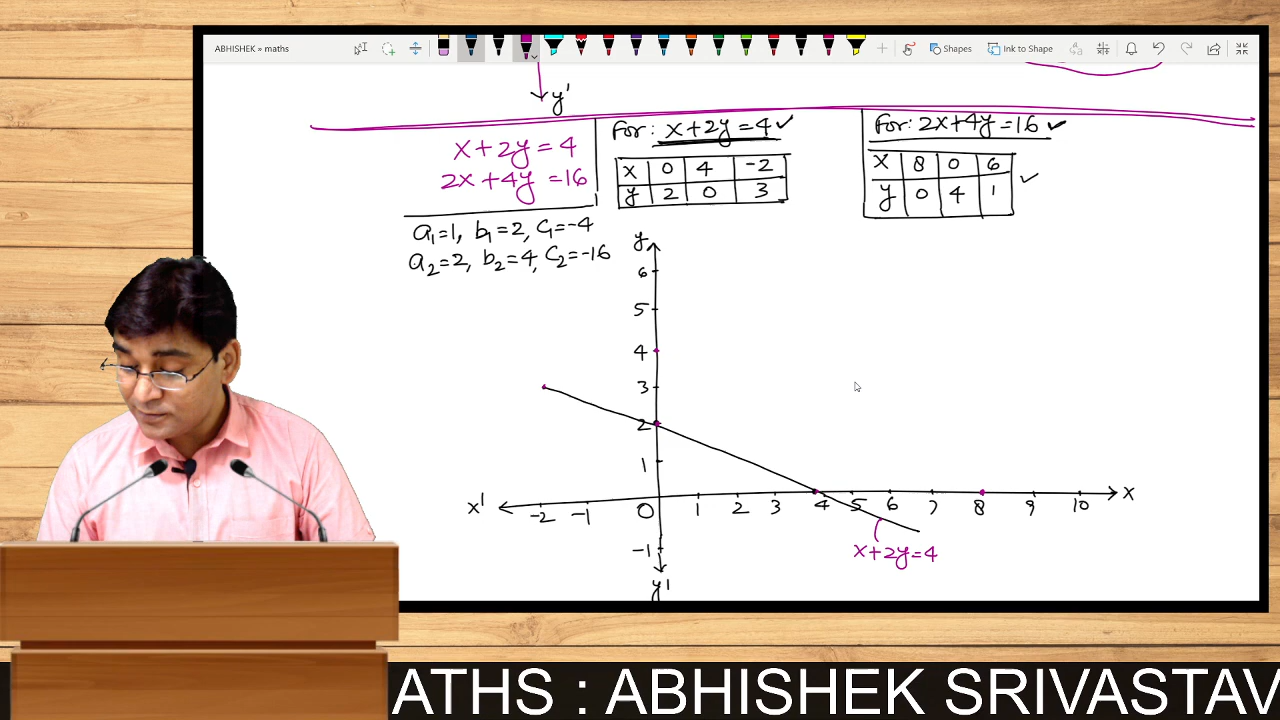 ABHISHEK » maths
Shapes
Ink to Shape
y'
x+2y=4
2x+4y=16
a₁=1, b₁=2, c₁=-4
a₂=2, b₂=4, c₂=-16
For: x+2y=4 ✓
x 0 4 -2
y 2 0 3
For: 2x+4y=16 ✓
x 8 0 6
y 0 4 1
✓
y
6
5
4
3
2
1
x' -2 -1 0 1 2 3 4 5 6 7 8 9 10 x
-1
x+2y=4
y'
ATHS : ABHISHEK SRIVASTAV